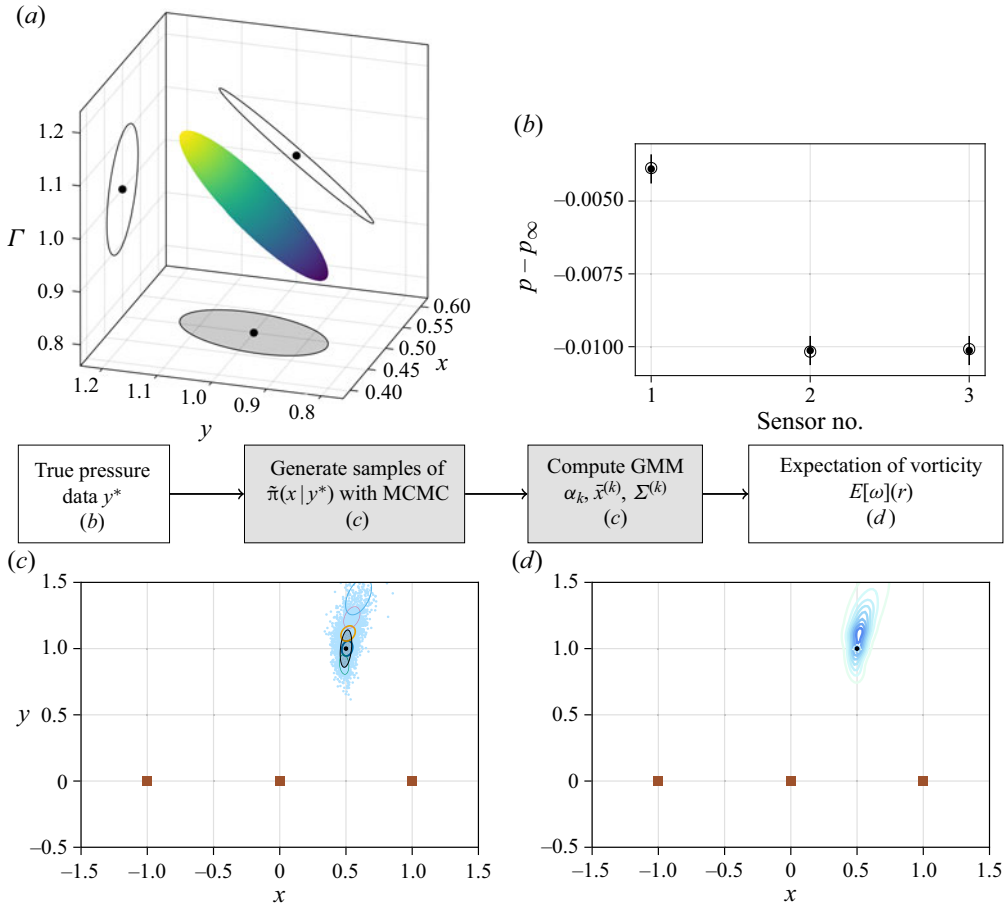 (a)
1.2
1.1
1.0
0.9
0.8
Γ
1.2
1.1
1.0
0.9
0.8
y
0.40
0.45
0.50
0.55
0.60
x
(b)
−0.0050
−0.0075
−0.0100
p – p∞
1
2
3
Sensor no.
True pressure
data y*
(b)
Generate samples of
π̃(x | y*) with MCMC
(c)
Compute GMM
αk, x̄(k), Σ(k)
(c)
Expectation of vorticity
E[ω](r)
(d)
(c)
1.5
1.0
y
0.5
0
−0.5
−1.5
−1.0
−0.5
0
0.5
1.0
1.5
x
(d)
1.5
1.0
0.5
0
−0.5
−1.5
−1.0
−0.5
0
0.5
1.0
1.5
x